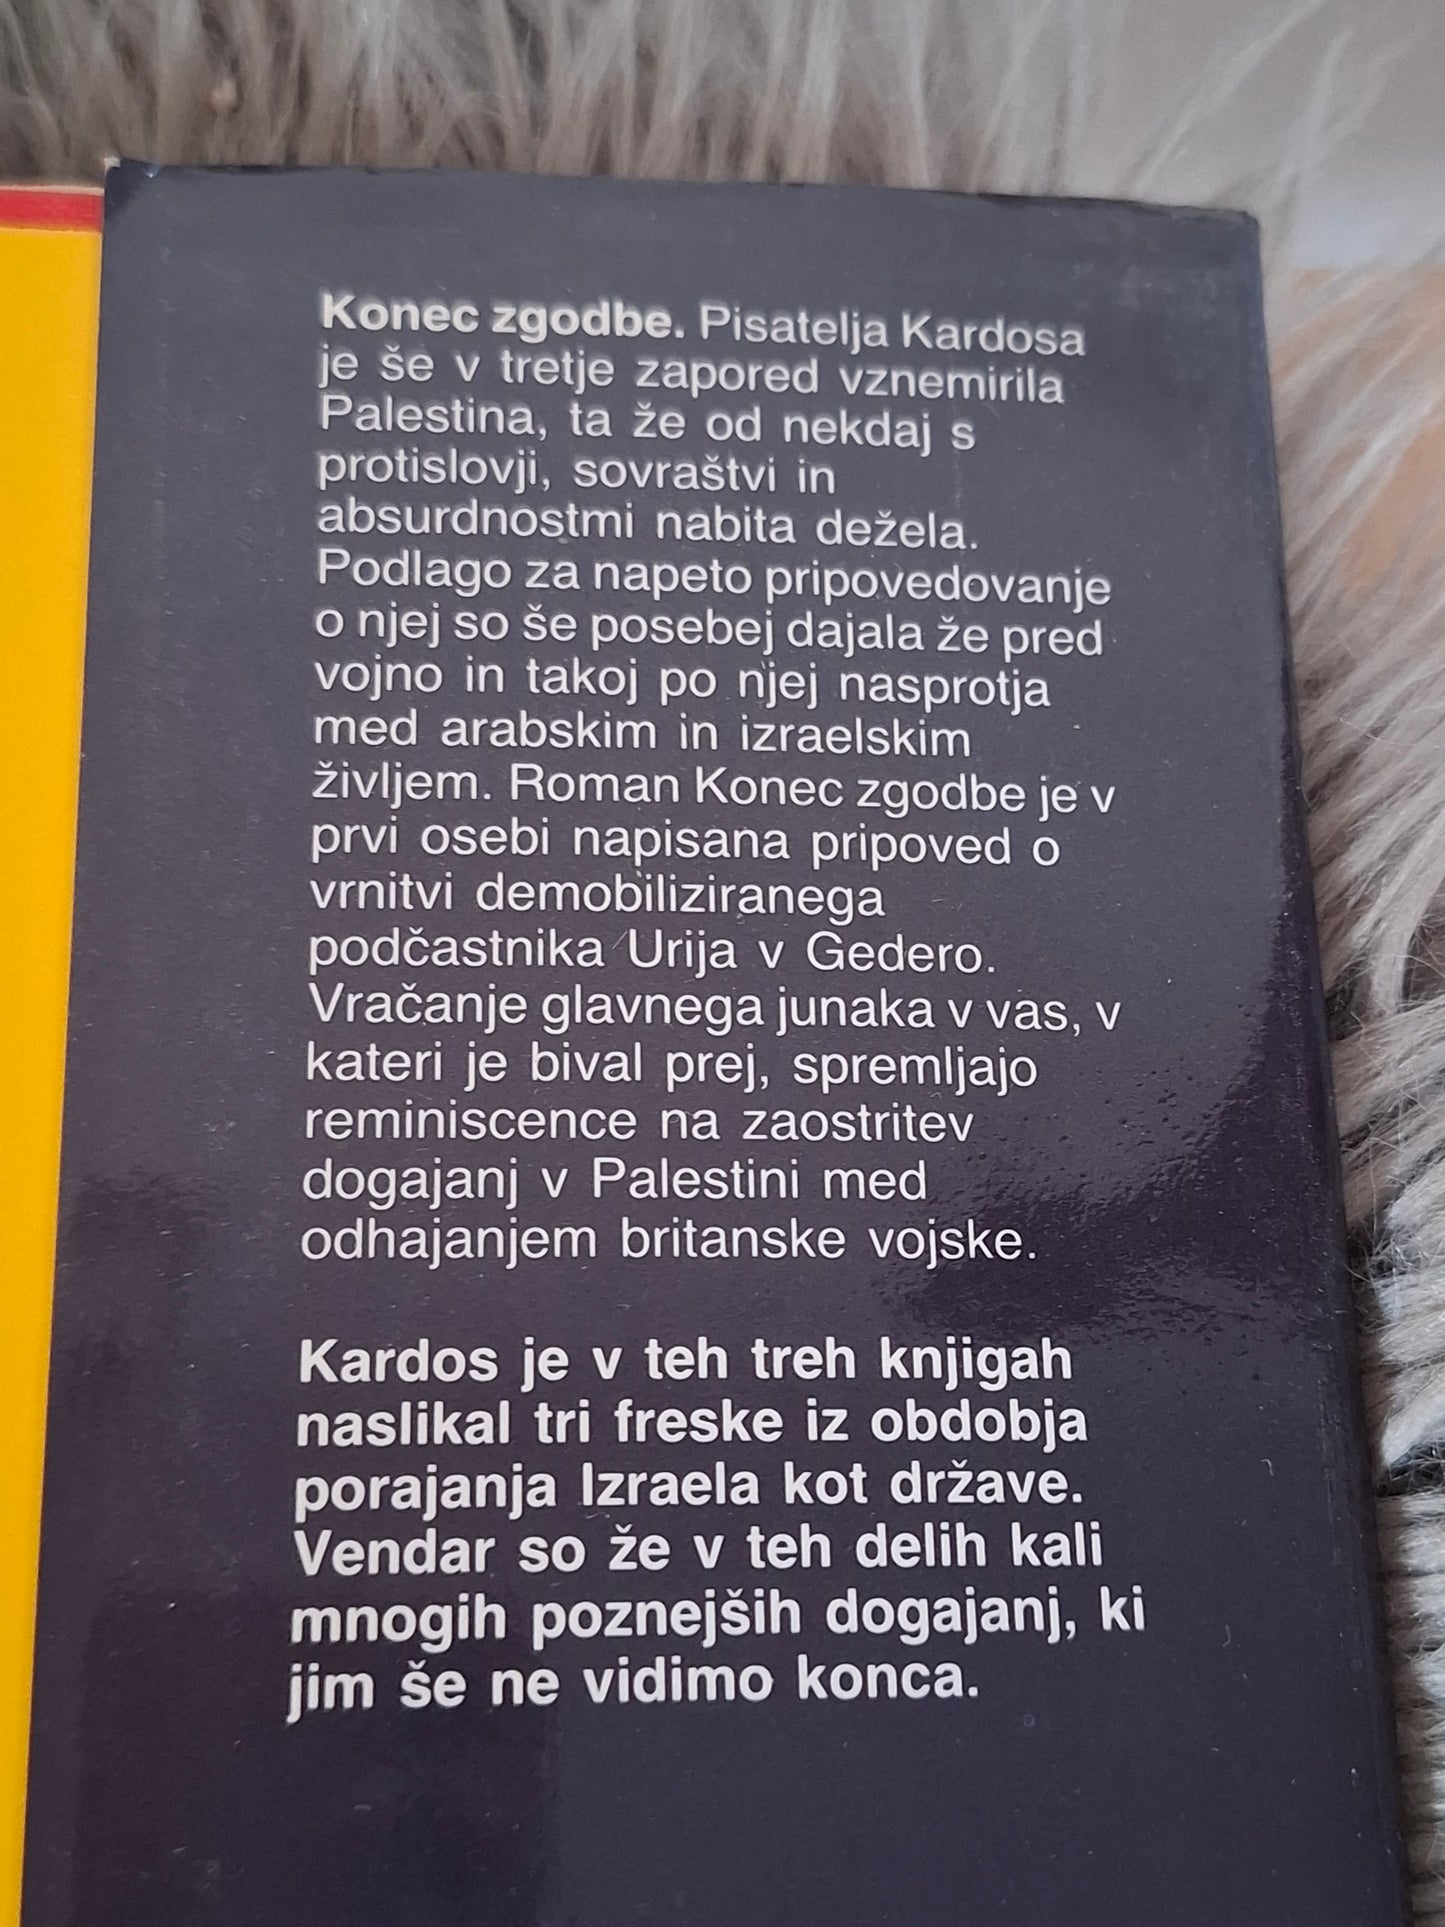 Konec zgodbe. Pisatelja Kardosa
je še v tretje zapored vznemirila
Palestina, ta že od nekdaj s
protislovji, sovraštvi in
absurdnostmi nabita dežela.
Podlago za napeto pripovedovanje
o njej so še posebej dajala že pred
vojno in takoj po njej nasprotja
med arabskim in izraelskim
življem. Roman Konec zgodbe je v
prvi osebi napisana pripoved o
vrnitvi demobiliziranega
podčastnika Urija v Gedero.
Vračanje glavnega junaka v vas, v
kateri je bival prej, spremljajo
reminiscence na zaostritev
dogajanj v Palestini med
odhajanjem britanske vojske.
Kardos je v teh treh knjigah
naslikal tri freske iz obdobja
porajanja Izraela kot države.
Vendar so že v teh delih kali
mnogih poznejših dogajanj, ki
jim še ne vidimo konca.